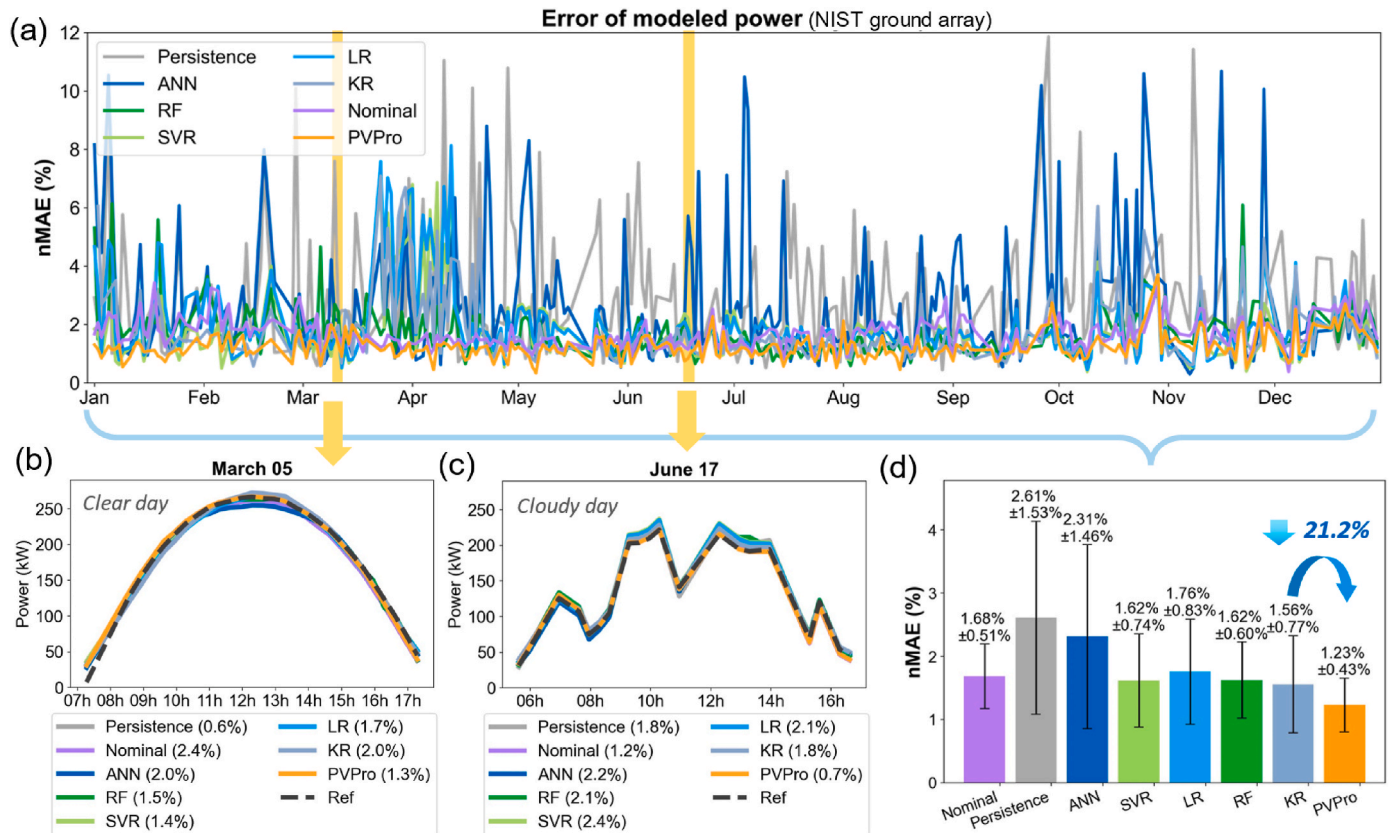 (a)
Error of modeled power (NIST ground array)
nMAE (%)
12
10
8
6
4
2
0
Persistence
ANN
RF
SVR
LR
KR
Nominal
PVPro
Jan Feb Mar Apr May Jun Jul Aug Sep Oct Nov Dec
(b)
March 05
Clear day
Power (kW)
250
200
150
100
50
0
07h 08h 09h 10h 11h 12h 13h 14h 15h 16h 17h
Persistence (0.6%)
Nominal (2.4%)
ANN (2.0%)
RF (1.5%)
SVR (1.4%)
LR (1.7%)
KR (2.0%)
PVPro (1.3%)
Ref
(c)
June 17
Cloudy day
Power (kW)
250
200
150
100
50
0
06h 08h 10h 12h 14h 16h
Persistence (1.8%)
Nominal (1.2%)
ANN (2.2%)
RF (2.1%)
SVR (2.4%)
LR (2.1%)
KR (1.8%)
PVPro (0.7%)
Ref
(d)
nMAE (%)
4
3
2
1
0
1.68%
±0.51%
2.61%
±1.53%
2.31%
±1.46%
1.62%
±0.74%
1.76%
±0.83%
1.62%
±0.60%
1.56%
±0.77%
1.23%
±0.43%
21.2%
Nominal
Persistence
ANN
SVR
LR
RF
KR
PVPro